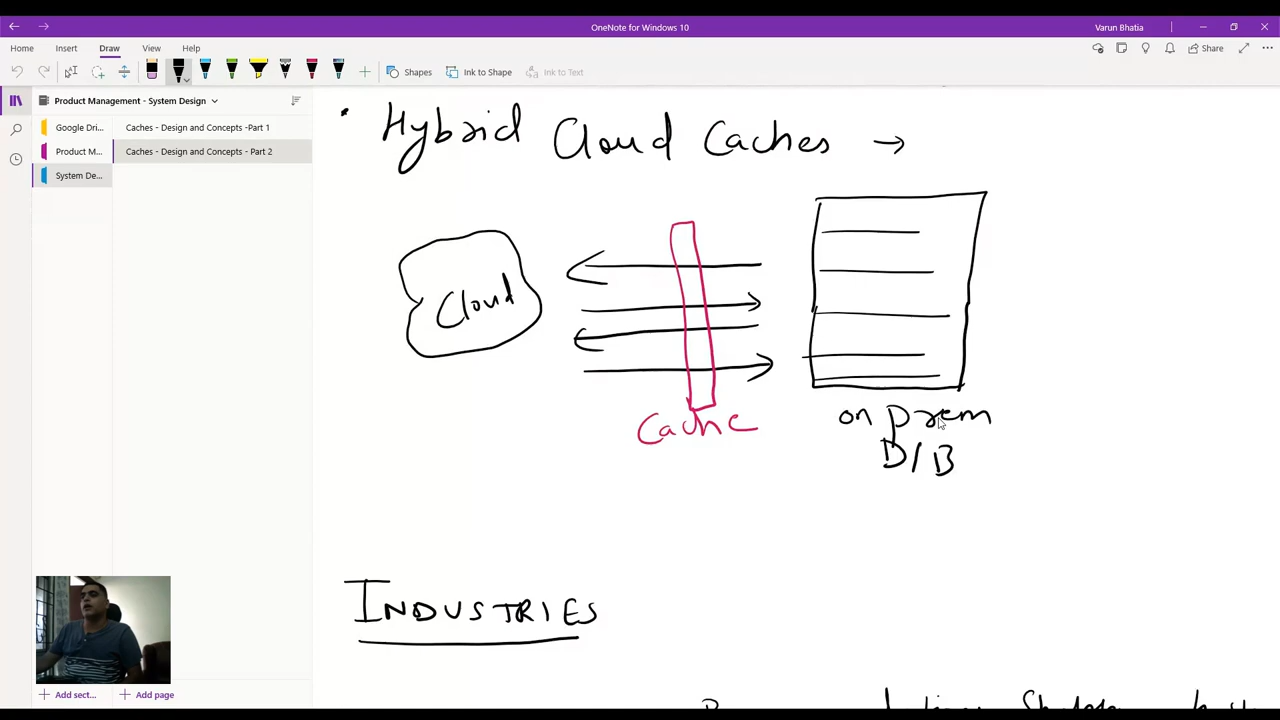 OneNote for Windows 10
Varun Bhatia
Home Insert Draw View Help
Share
Shapes
Ink to Shape
Ink to Text
Product Management - System Design
Google Dri...
Product M...
System De...
Caches - Design and Concepts -Part 1
Caches - Design and Concepts - Part 2
Hybrid Cloud Caches →
Cloud
Cache
on prem
D/B
INDUSTRIES
Add sect...
Add page